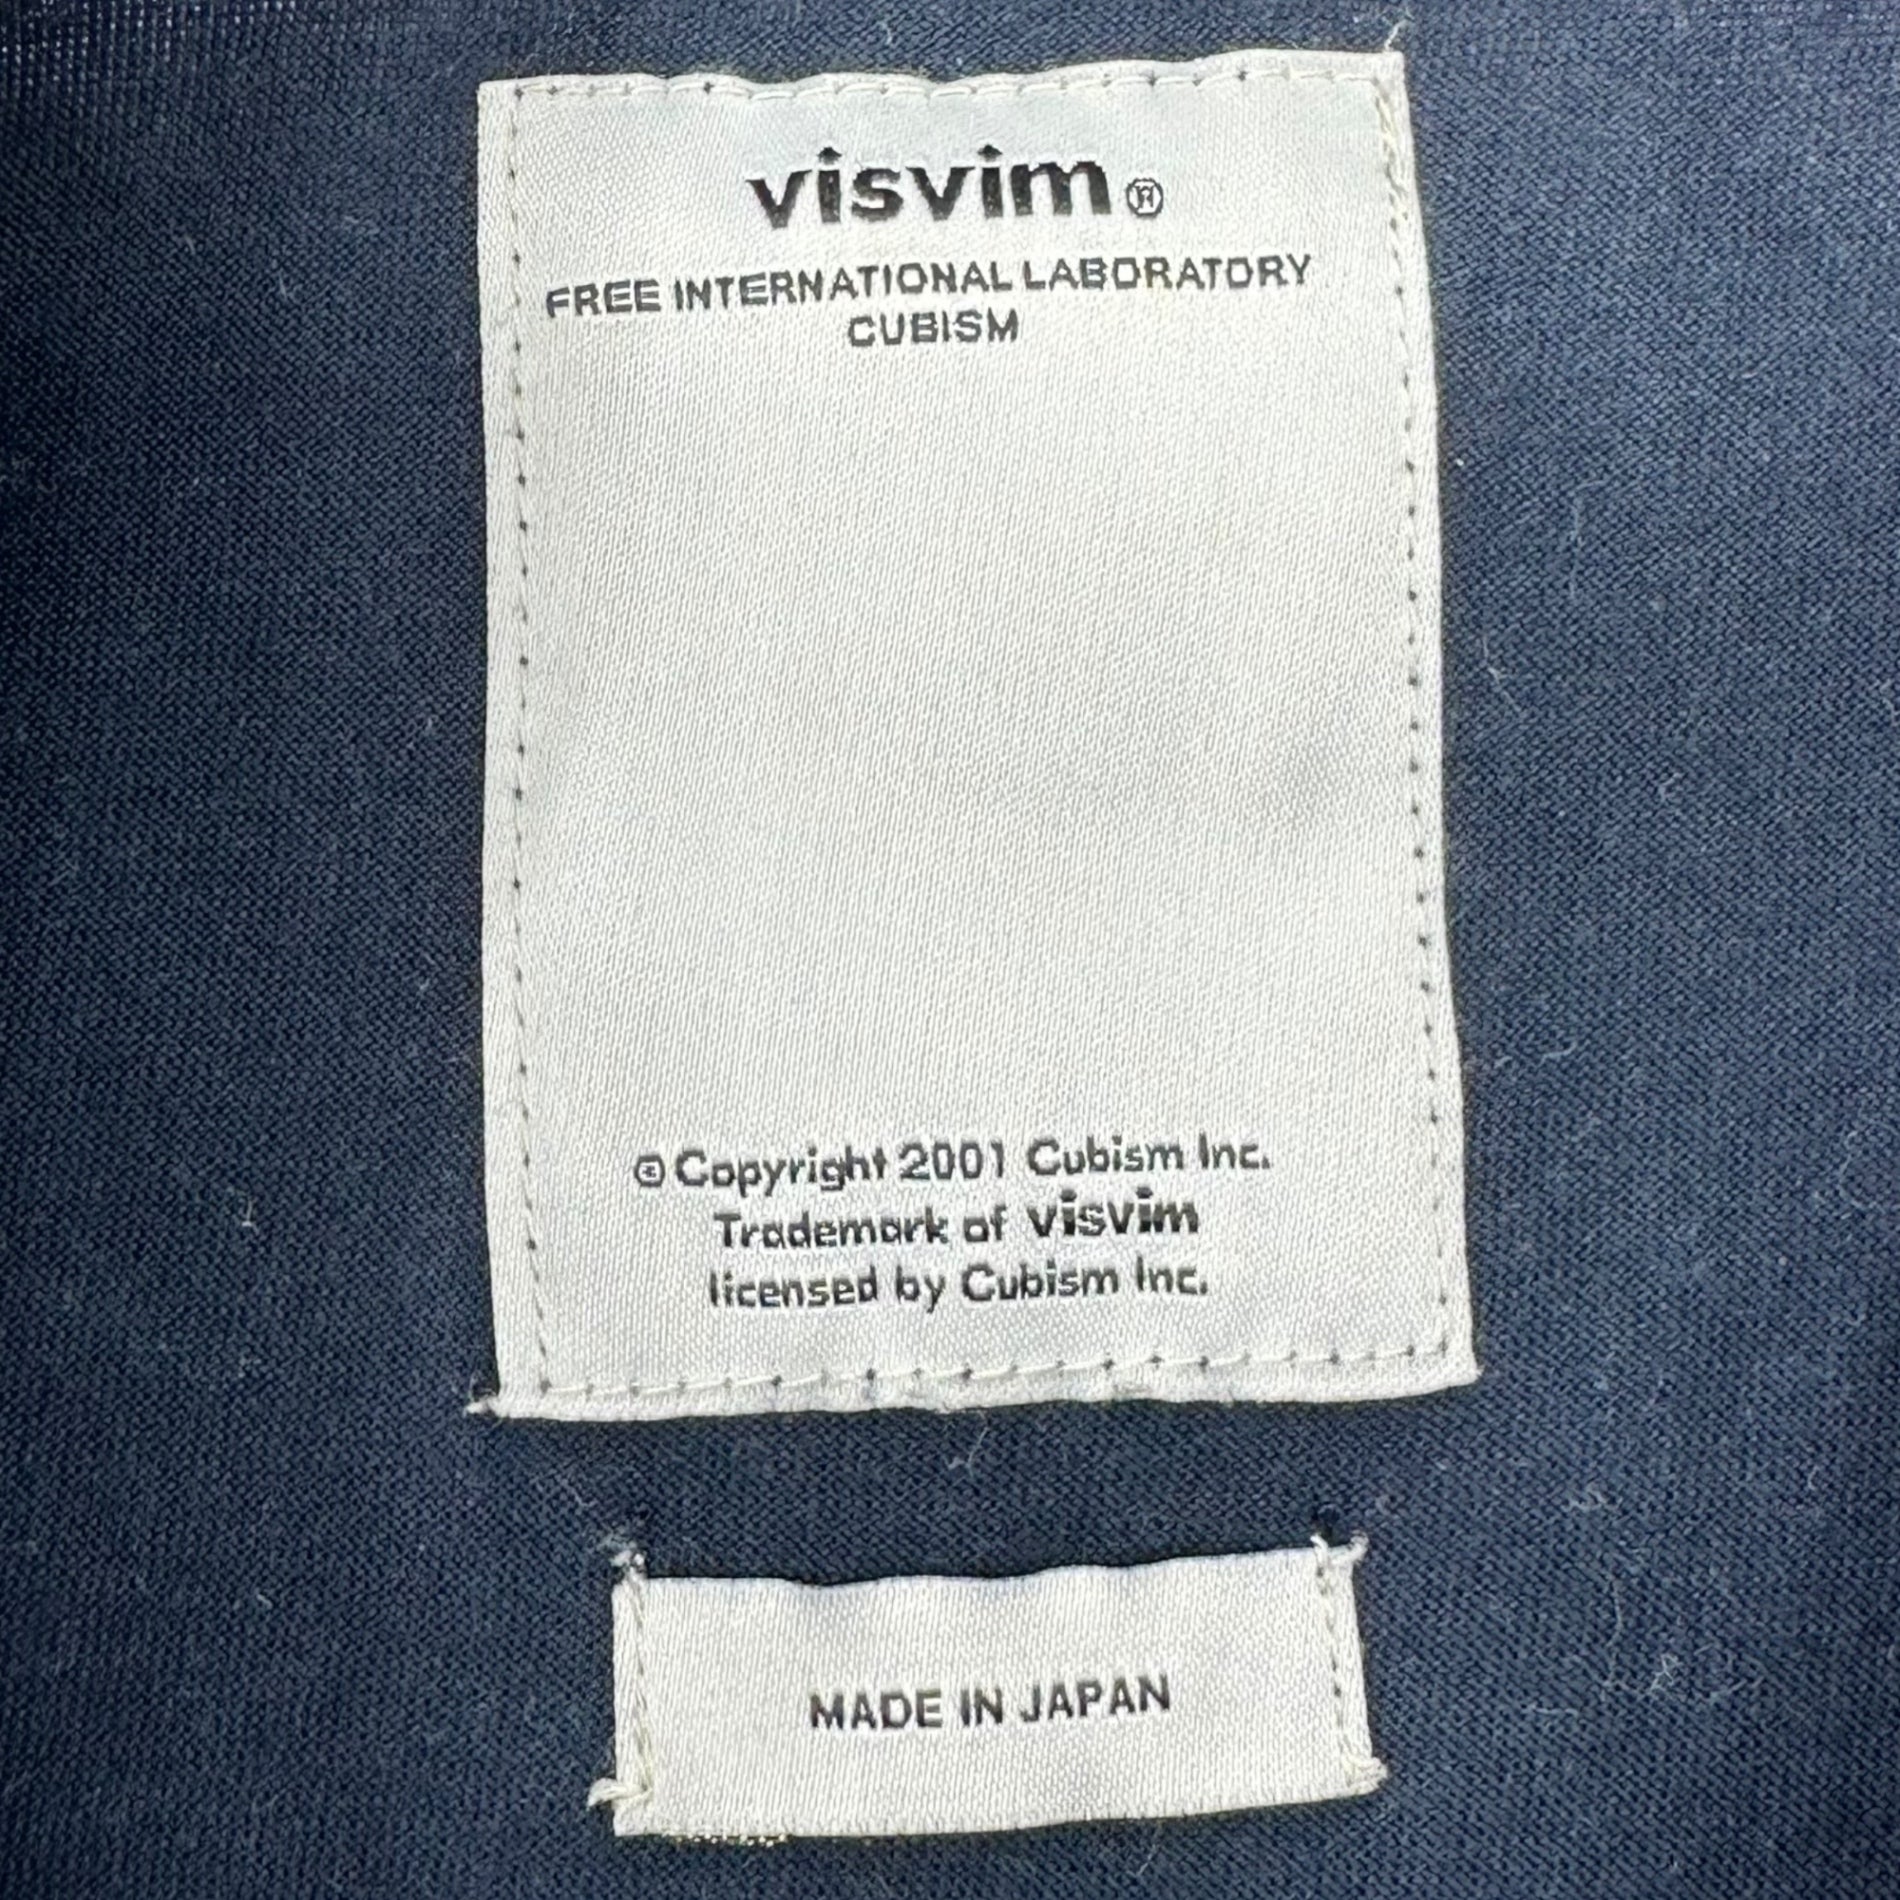 visvim®
FREE INTERNATIONAL LABORATORY
CUBISM
© Copyright 2001 Cubism Inc.
Trademark of visvim
licensed by Cubism Inc.
MADE IN JAPAN